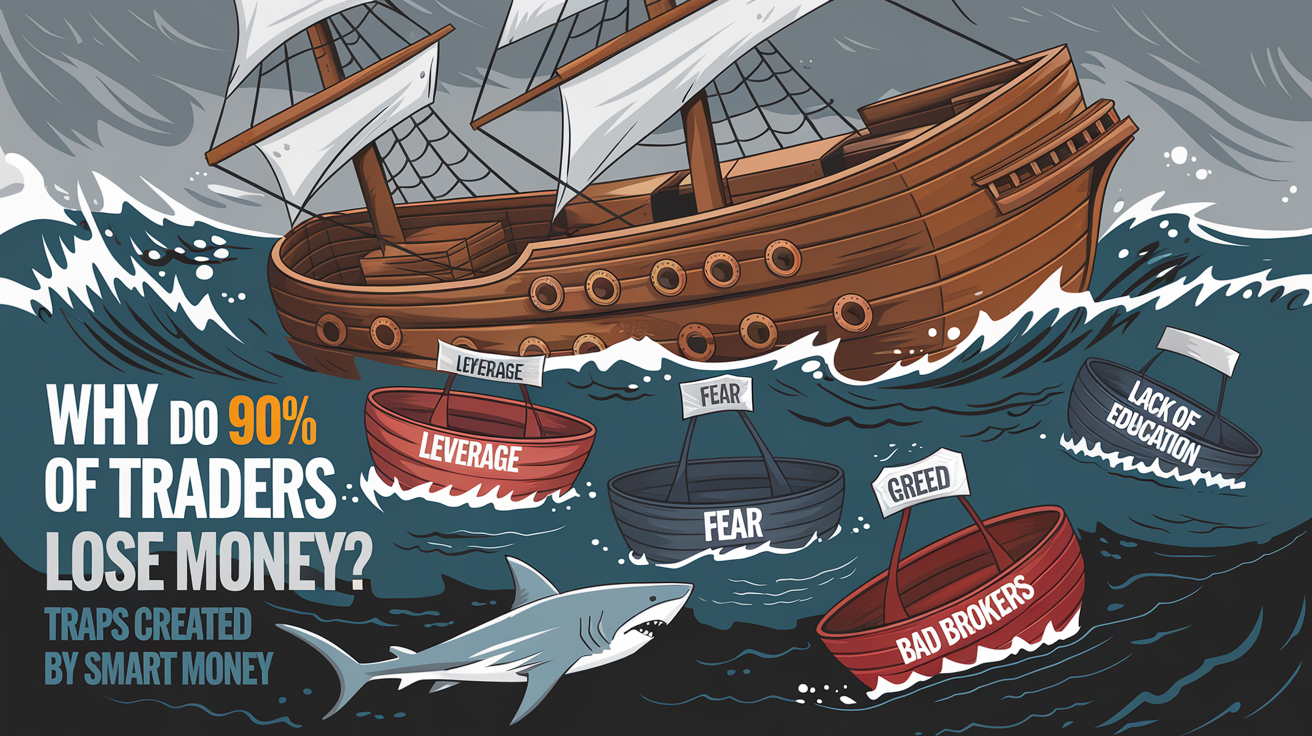 WHY DO 90%
OF TRADERS
LOSE MONEY?
TRAPS CREATED
BY SMART MONEY
LEYERAGE
LEVERAGE
FEAR
FEAR
GREED
BAD BROKERS
LACK OF
EDUCATION